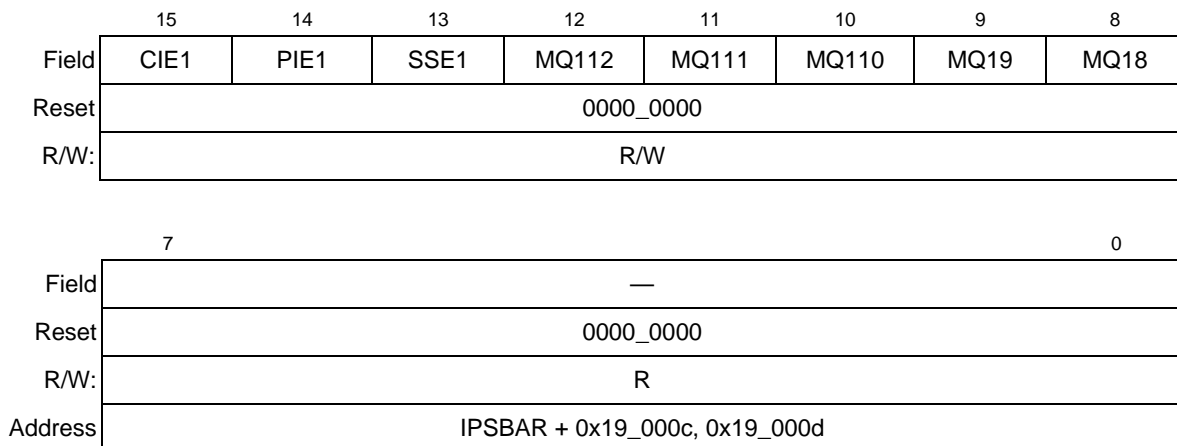 15 14 13 12 11 10 9 8
Field CIE1 PIE1 SSE1 MQ112 MQ111 MQ110 MQ19 MQ18
Reset 0000_0000
R/W: R/W
7 0
Field —
Reset 0000_0000
R/W: R
Address IPSBAR + 0x19_000c, 0x19_000d